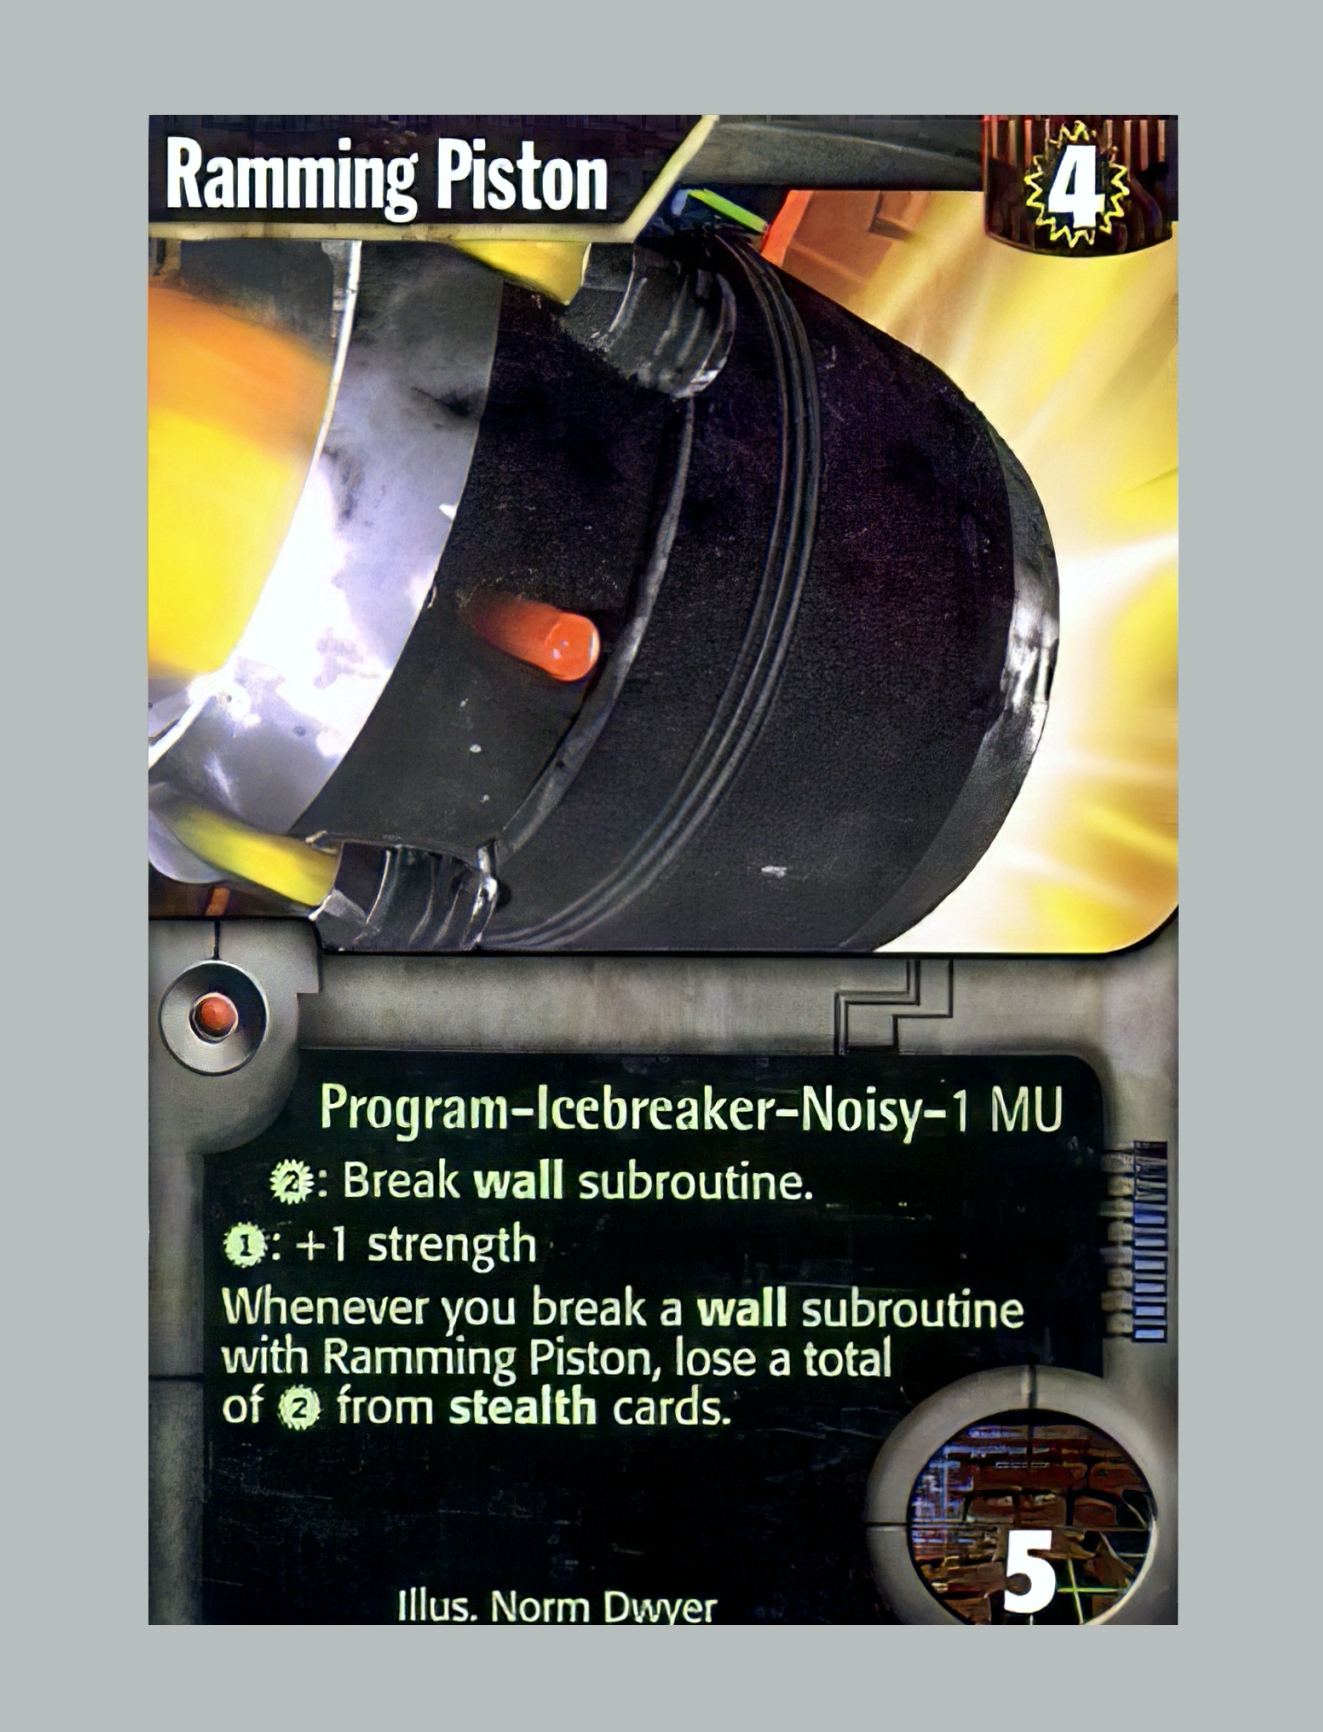 Ramming Piston
4
Program-Icebreaker-Noisy-1 MU
2: Break wall subroutine.
1: +1 strength
Whenever you break a wall subroutine
with Ramming Piston, lose a total
of 2 from stealth cards.
5
Illus. Norm Dwyer